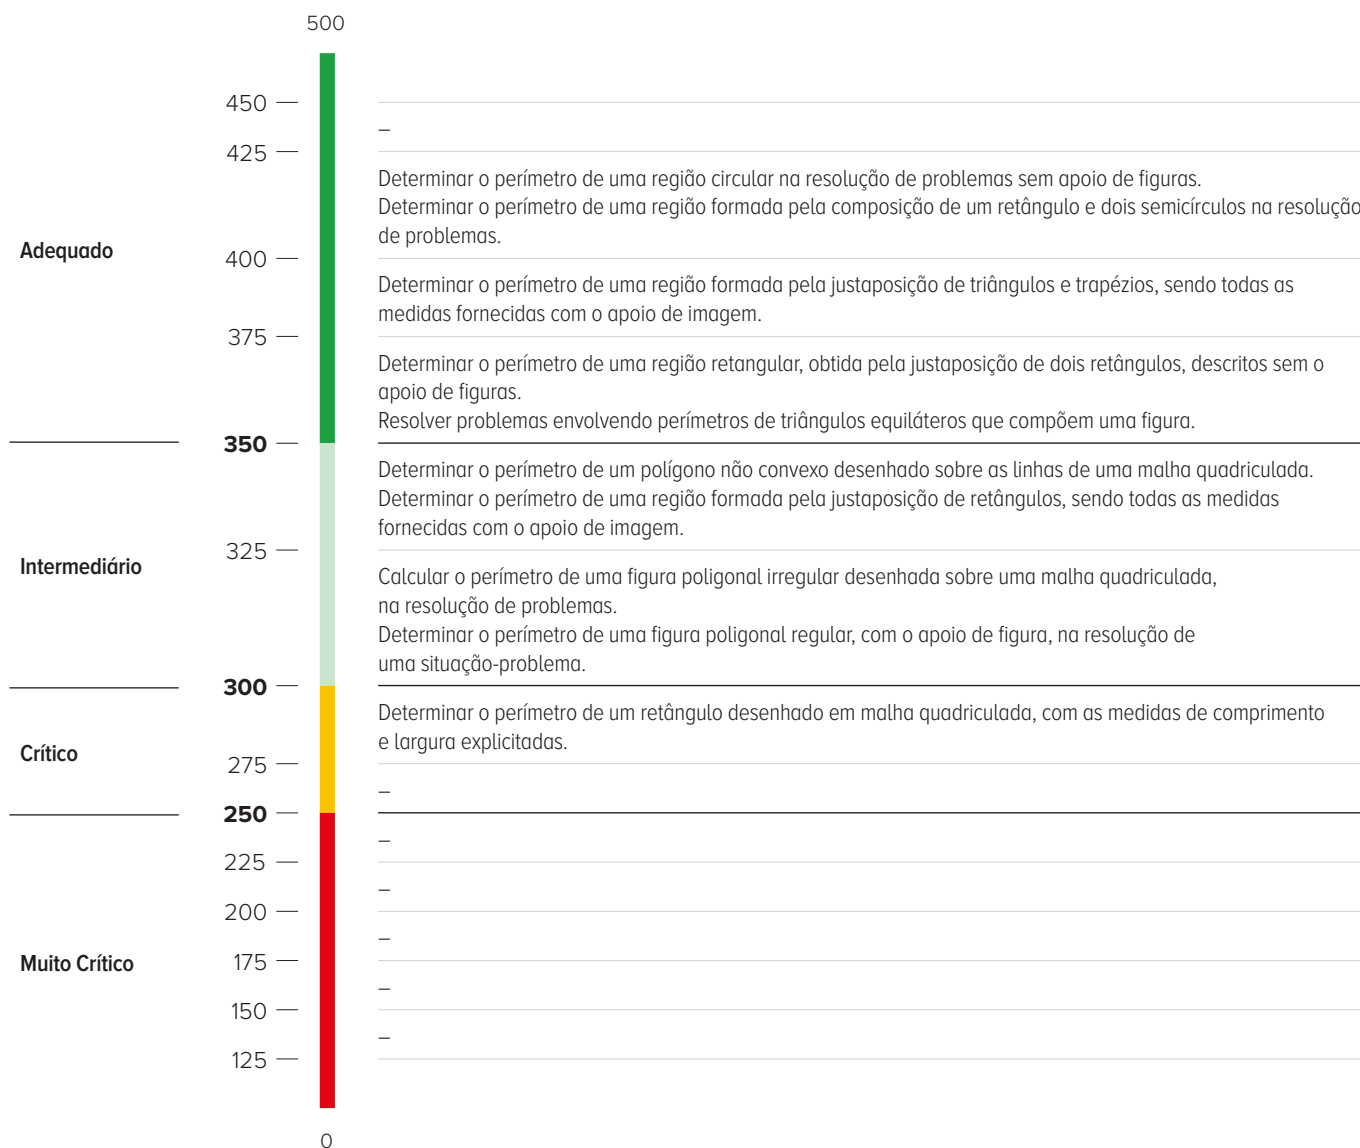 500
450
–
425
Determinar o perímetro de uma região circular na resolução de problemas sem apoio de figuras.
Determinar o perímetro de uma região formada pela composição de um retângulo e dois semicírculos na resolução
de problemas.
Adequado
400
Determinar o perímetro de uma região formada pela justaposição de triângulos e trapézios, sendo todas as
medidas fornecidas com o apoio de imagem.
375
Determinar o perímetro de uma região retangular, obtida pela justaposição de dois retângulos, descritos sem o
apoio de figuras.
Resolver problemas envolvendo perímetros de triângulos equiláteros que compõem uma figura.
350
Determinar o perímetro de um polígono não convexo desenhado sobre as linhas de uma malha quadriculada.
Determinar o perímetro de uma região formada pela justaposição de retângulos, sendo todas as medidas
fornecidas com o apoio de imagem.
325
Intermediário
Calcular o perímetro de uma figura poligonal irregular desenhada sobre uma malha quadriculada,
na resolução de problemas.
Determinar o perímetro de uma figura poligonal regular, com o apoio de figura, na resolução de
uma situação-problema.
300
Determinar o perímetro de um retângulo desenhado em malha quadriculada, com as medidas de comprimento
e largura explicitadas.
Crítico
275
–
250
–
225
–
200
–
Muito Crítico
175
–
150
–
125
0